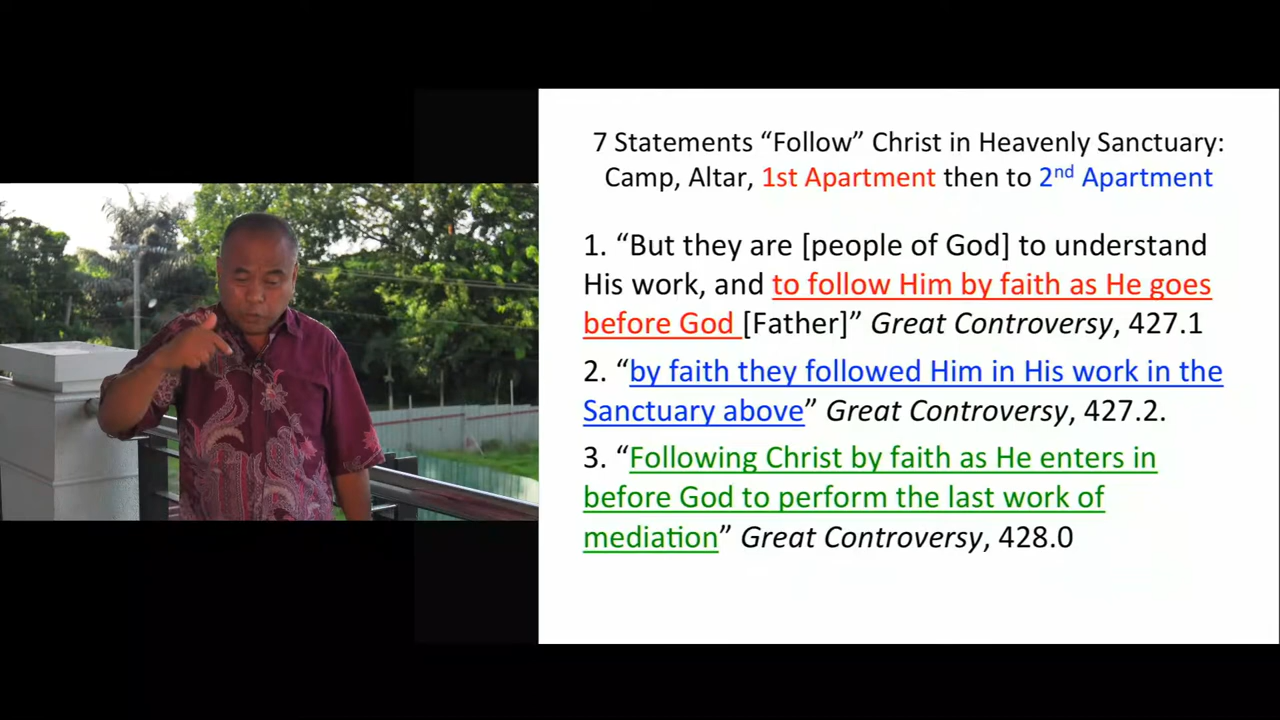 7 Statements “Follow” Christ in Heavenly Sanctuary:
Camp, Altar, 1st Apartment then to 2nd Apartment
1. “But they are [people of God] to understand
His work, and to follow Him by faith as He goes
before God [Father]” Great Controversy, 427.1
2. “by faith they followed Him in His work in the
Sanctuary above” Great Controversy, 427.2.
3. “Following Christ by faith as He enters in
before God to perform the last work of
mediation” Great Controversy, 428.0